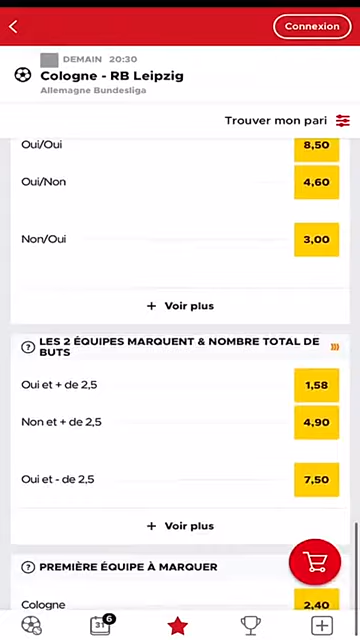 Connexion
DEMAIN 20:30
Cologne - RB Leipzig
Allemagne Bundesliga
Trouver mon pari
Oui/Oui 8,50
Oui/Non 4,60
Non/Oui 3,00
+ Voir plus
? LES 2 ÉQUIPES MARQUENT & NOMBRE TOTAL DE
BUTS
Oui et + de 2,5 1,58
Non et + de 2,5 4,90
Oui et - de 2,5 7,50
+ Voir plus
? PREMIÈRE ÉQUIPE À MARQUER
Cologne 2,40
31 6